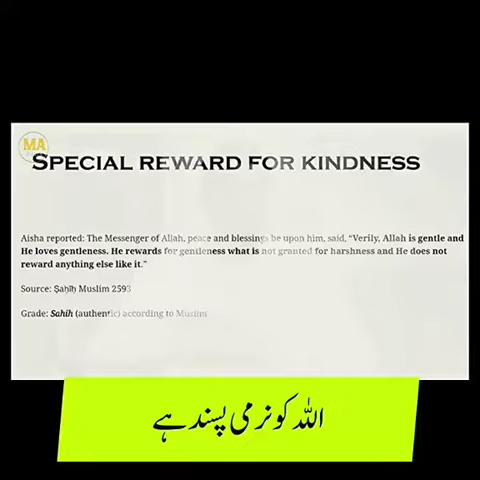 MA
SPECIAL REWARD FOR KINDNESS
Aisha reported: The Messenger of Allah, peace and blessings be upon him, said, “Verily, Allah is gentle and
He loves gentleness. He rewards for gentleness what is not granted for harshness and He does not
reward anything else like it.”
Source: Ṣaḥīḥ Muslim 2593
Grade: Sahih (authentic) according to Muslim
اللہ کو نرمی پسند ہے